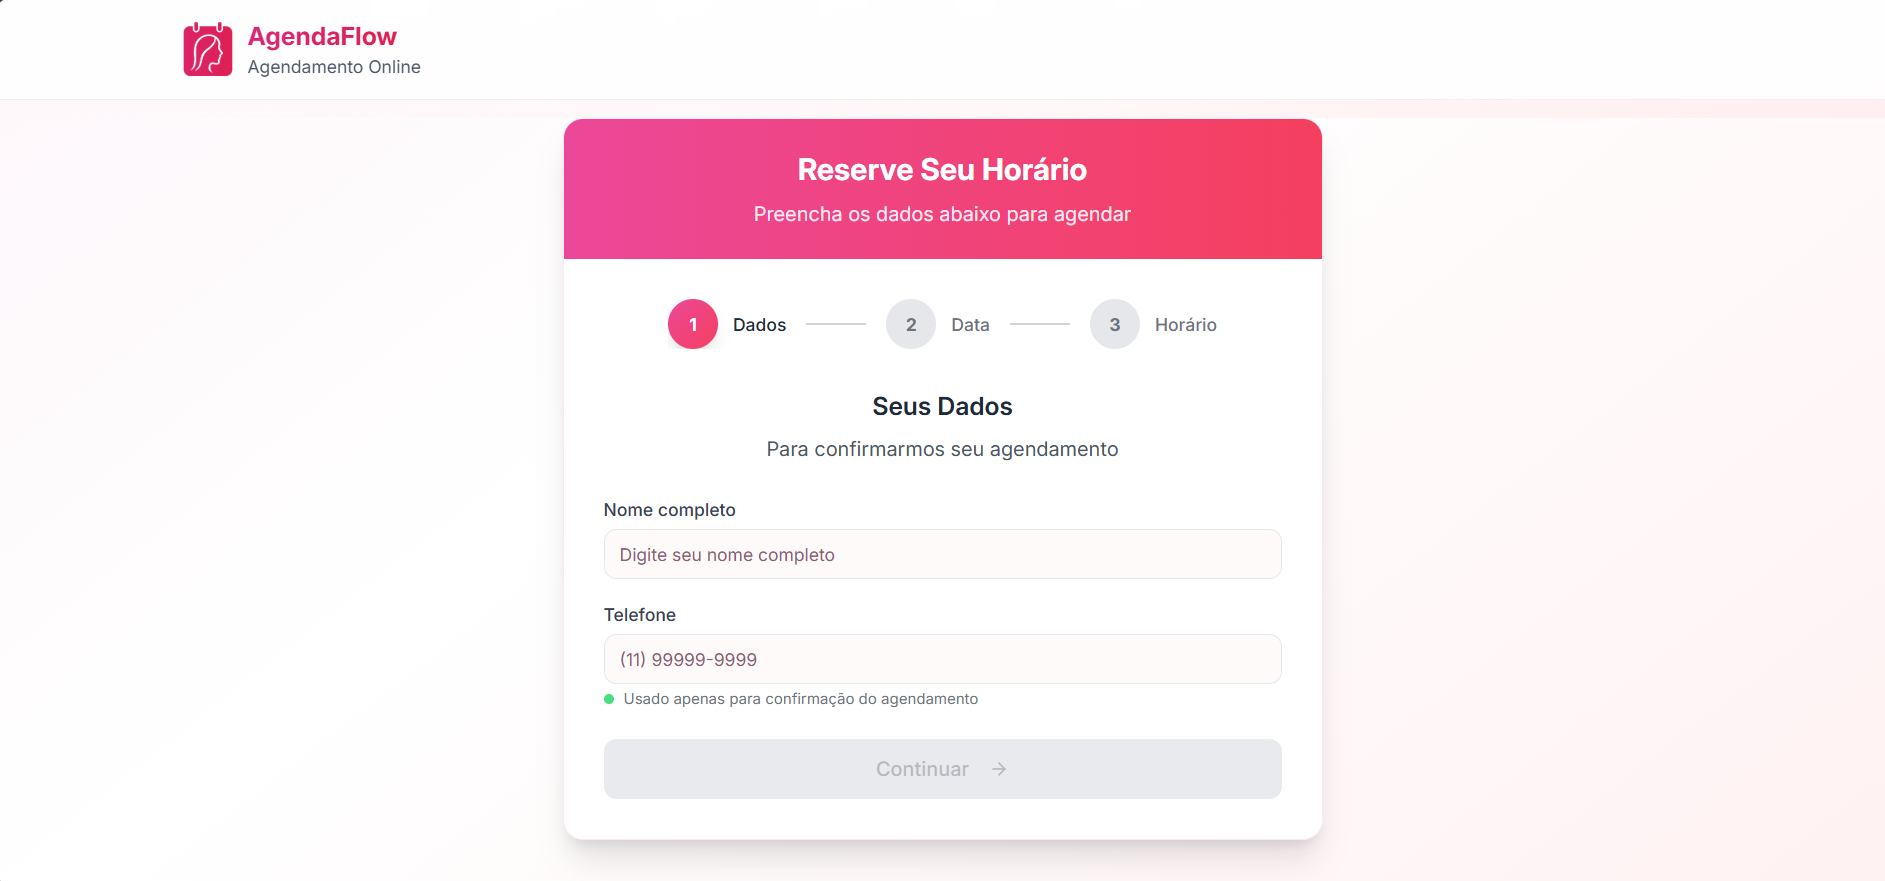 AgendaFlow
Agendamento Online
Reserve Seu Horário
Preencha os dados abaixo para agendar
1 Dados 2 Data 3 Horário
Seus Dados
Para confirmarmos seu agendamento
Nome completo
Digite seu nome completo
Telefone
(11) 99999-9999
Usado apenas para confirmação do agendamento
Continuar →